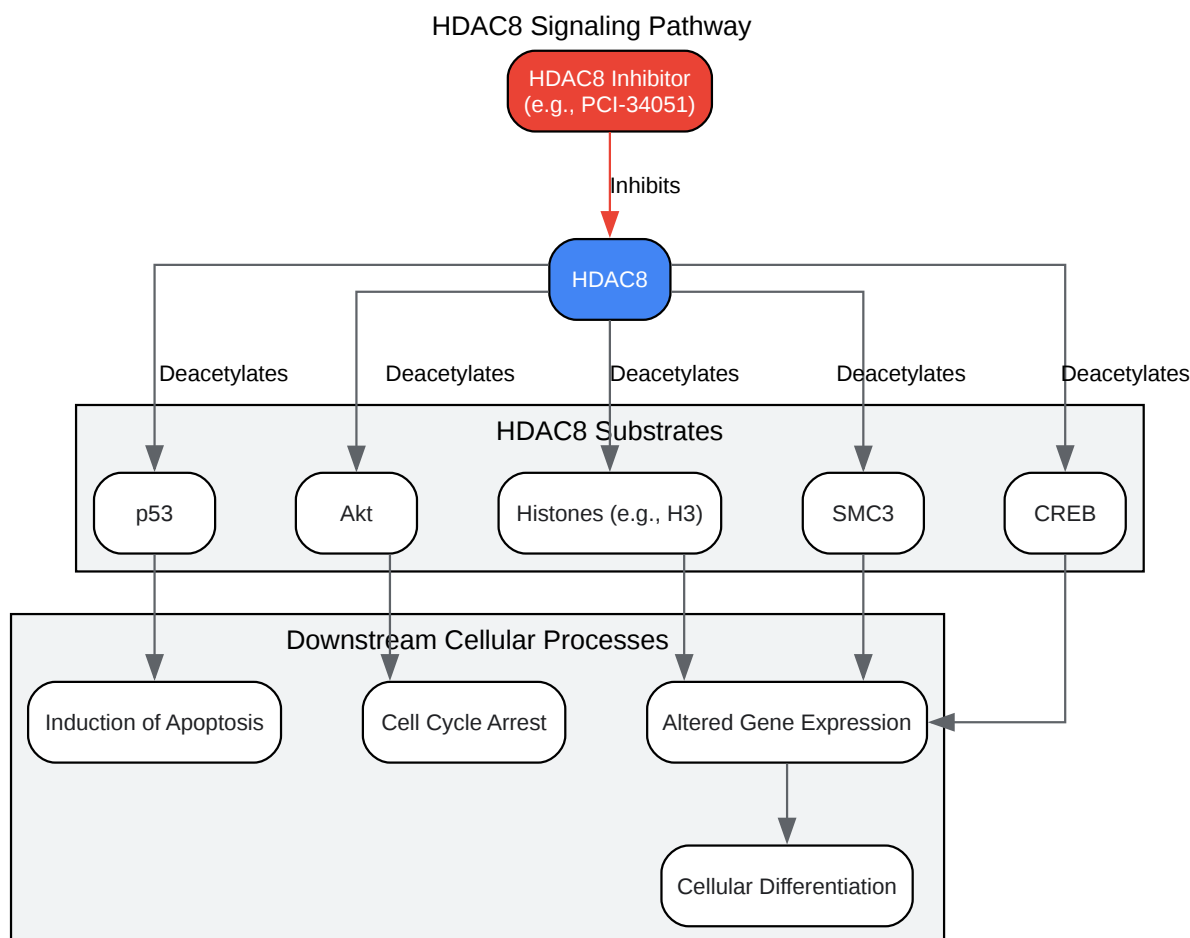 HDAC8 Signaling Pathway
HDAC8 Inhibitor
(e.g., PCI-34051)
Inhibits
HDAC8
Deacetylates
Deacetylates
Deacetylates
Deacetylates
Deacetylates
HDAC8 Substrates
p53
Akt
Histones (e.g., H3)
SMC3
CREB
Downstream Cellular Processes
Induction of Apoptosis
Cell Cycle Arrest
Altered Gene Expression
Cellular Differentiation